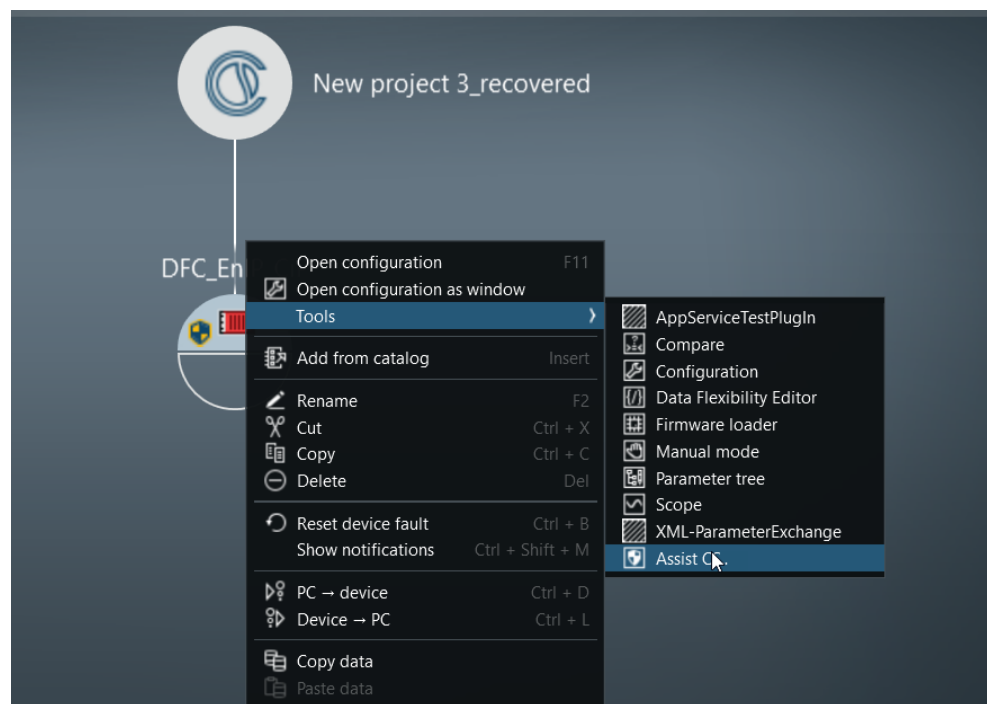 New project 3_recovered
DFC_En
Open configuration F11
Open configuration as window
Tools
Add from catalog Insert
Rename F2
Cut Ctrl + X
Copy Ctrl + C
Delete Del
Reset device fault Ctrl + B
Show notifications Ctrl + Shift + M
PC → device Ctrl + D
Device → PC Ctrl + L
Copy data
Paste data
AppServiceTestPlugIn
Compare
Configuration
Data Flexibility Editor
Firmware loader
Manual mode
Parameter tree
Scope
XML-ParameterExchange
Assist